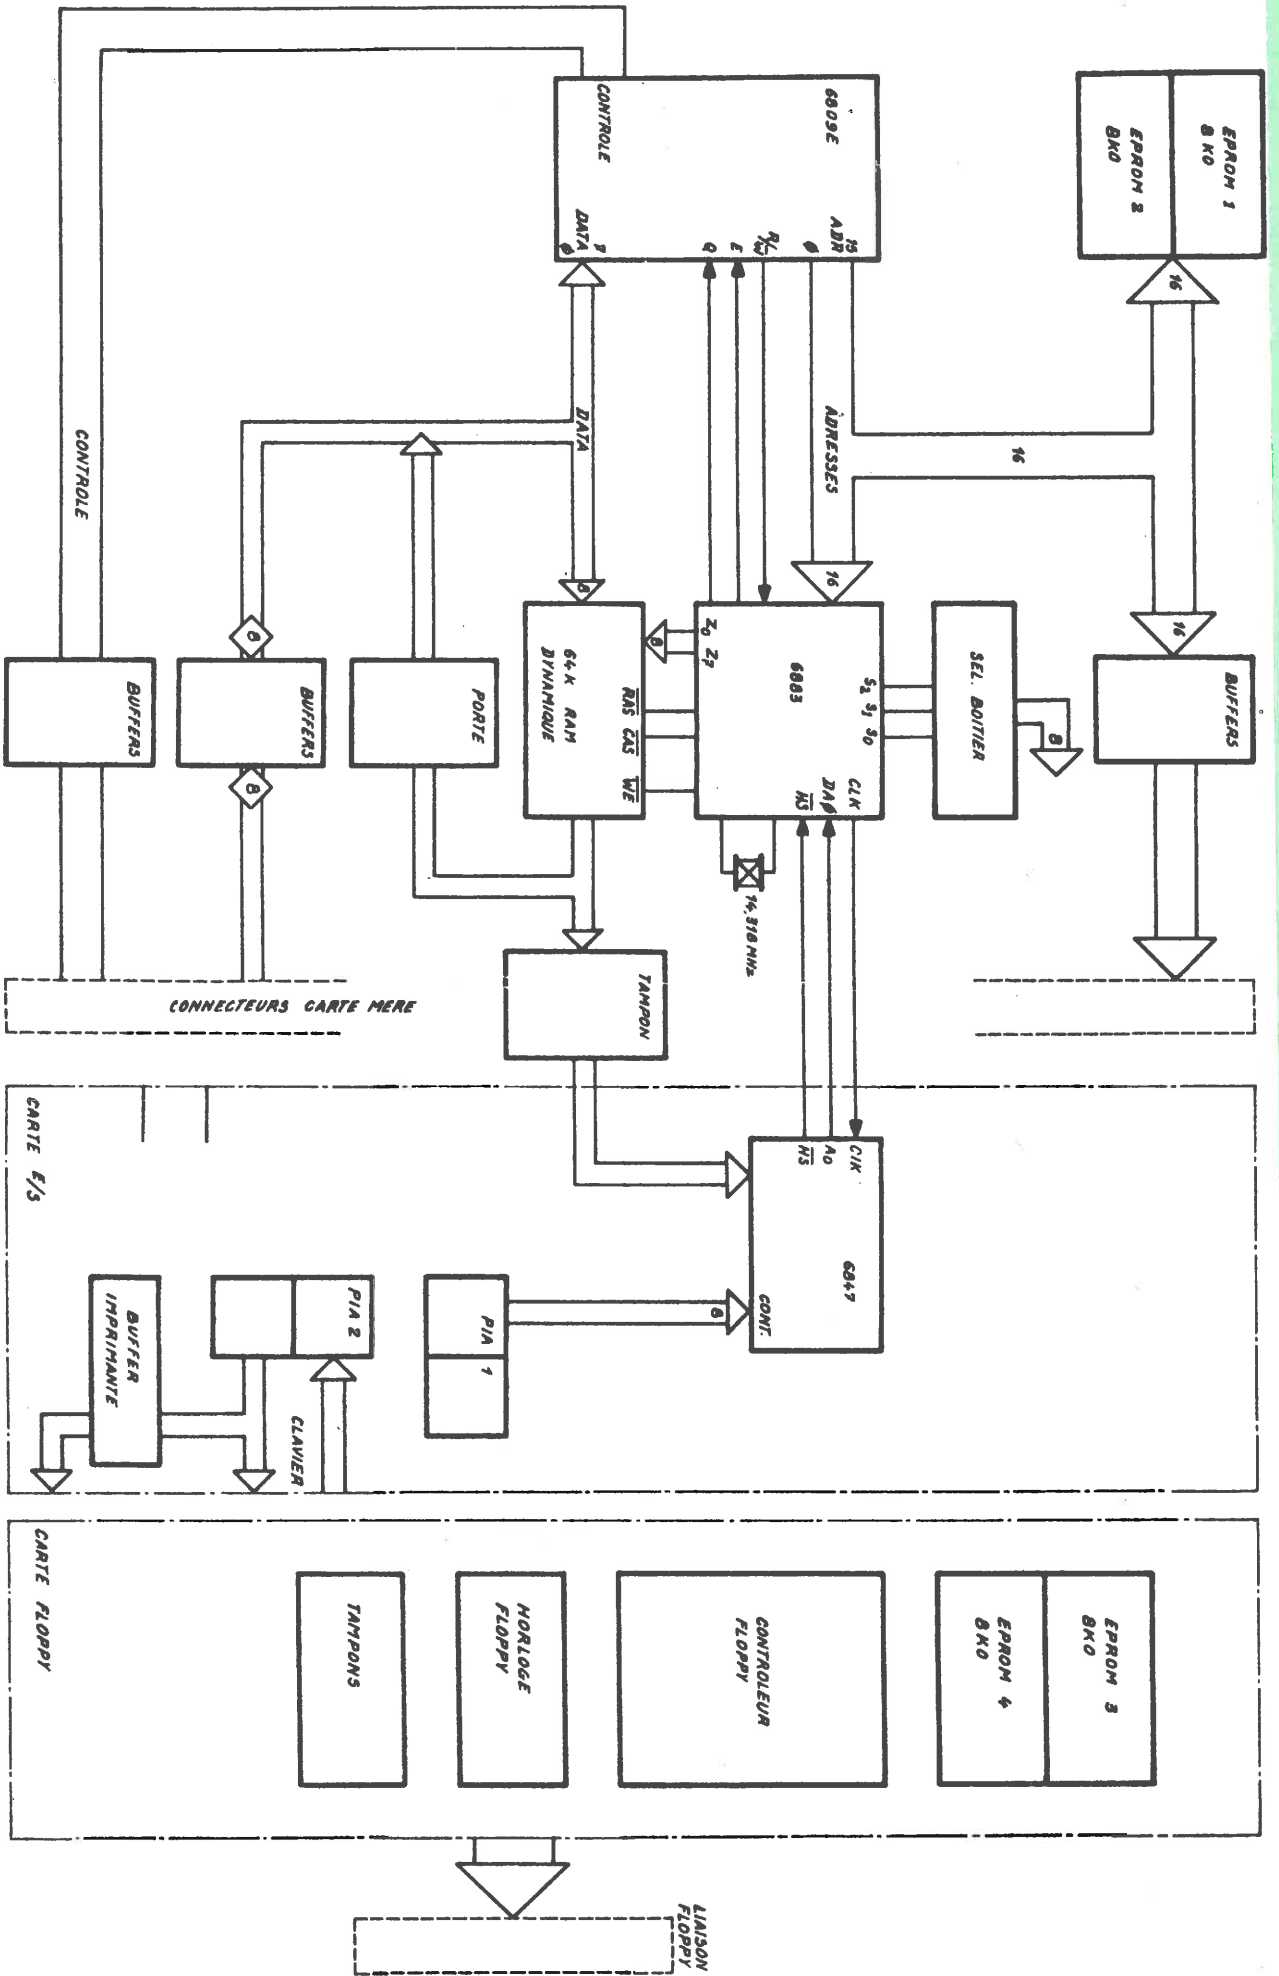 EPROM 1
8 KO
EPROM 2
8KO
16
16
16
BUFFERS
6809E
CONTROLE
15
ADR
φ
R/W
E
Q
7
DATA
φ
ADRESSES
16
DATA
8
CONTROLE
SEL. BOITIER
8
6883
S2 S1 S0
CLK
DAφ
HS
Z0 Z7
8
14.318 MHz
64K RAM
DYNAMIQUE
RAS CAS WE
PORTE
8
BUFFERS
8
BUFFERS
TAMPON
CONNECTEURS CARTE MERE
CARTE E/S
ClK
A0
HS
6847
CONT.
8
PIA 1
PIA 2
CLAVIER
BUFFER
IMPRIMANTE
CARTE FLOPPY
EPROM 3
8KO
EPROM 4
8KO
CONTROLEUR
FLOPPY
HORLOGE
FLOPPY
TAMPONS
LIAISON
FLOPPY